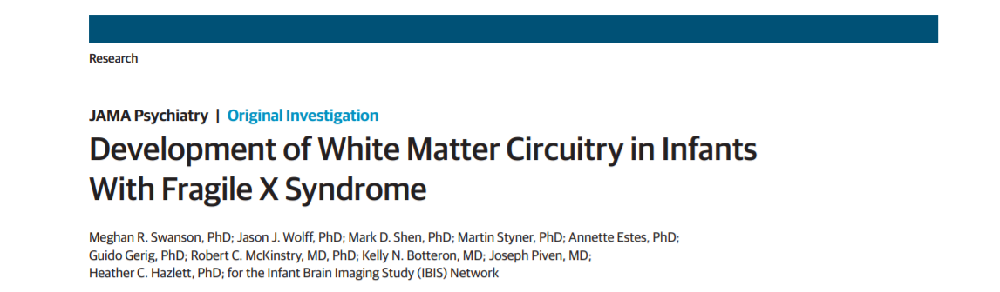 Research
JAMA Psychiatry | Original Investigation
Development of White Matter Circuitry in Infants
With Fragile X Syndrome
Meghan R. Swanson, PhD; Jason J. Wolff, PhD; Mark D. Shen, PhD; Martin Styner, PhD; Annette Estes, PhD;
Guido Gerig, PhD; Robert C. McKinstry, MD, PhD; Kelly N. Botteron, MD; Joseph Piven, MD;
Heather C. Hazlett, PhD; for the Infant Brain Imaging Study (IBIS) Network